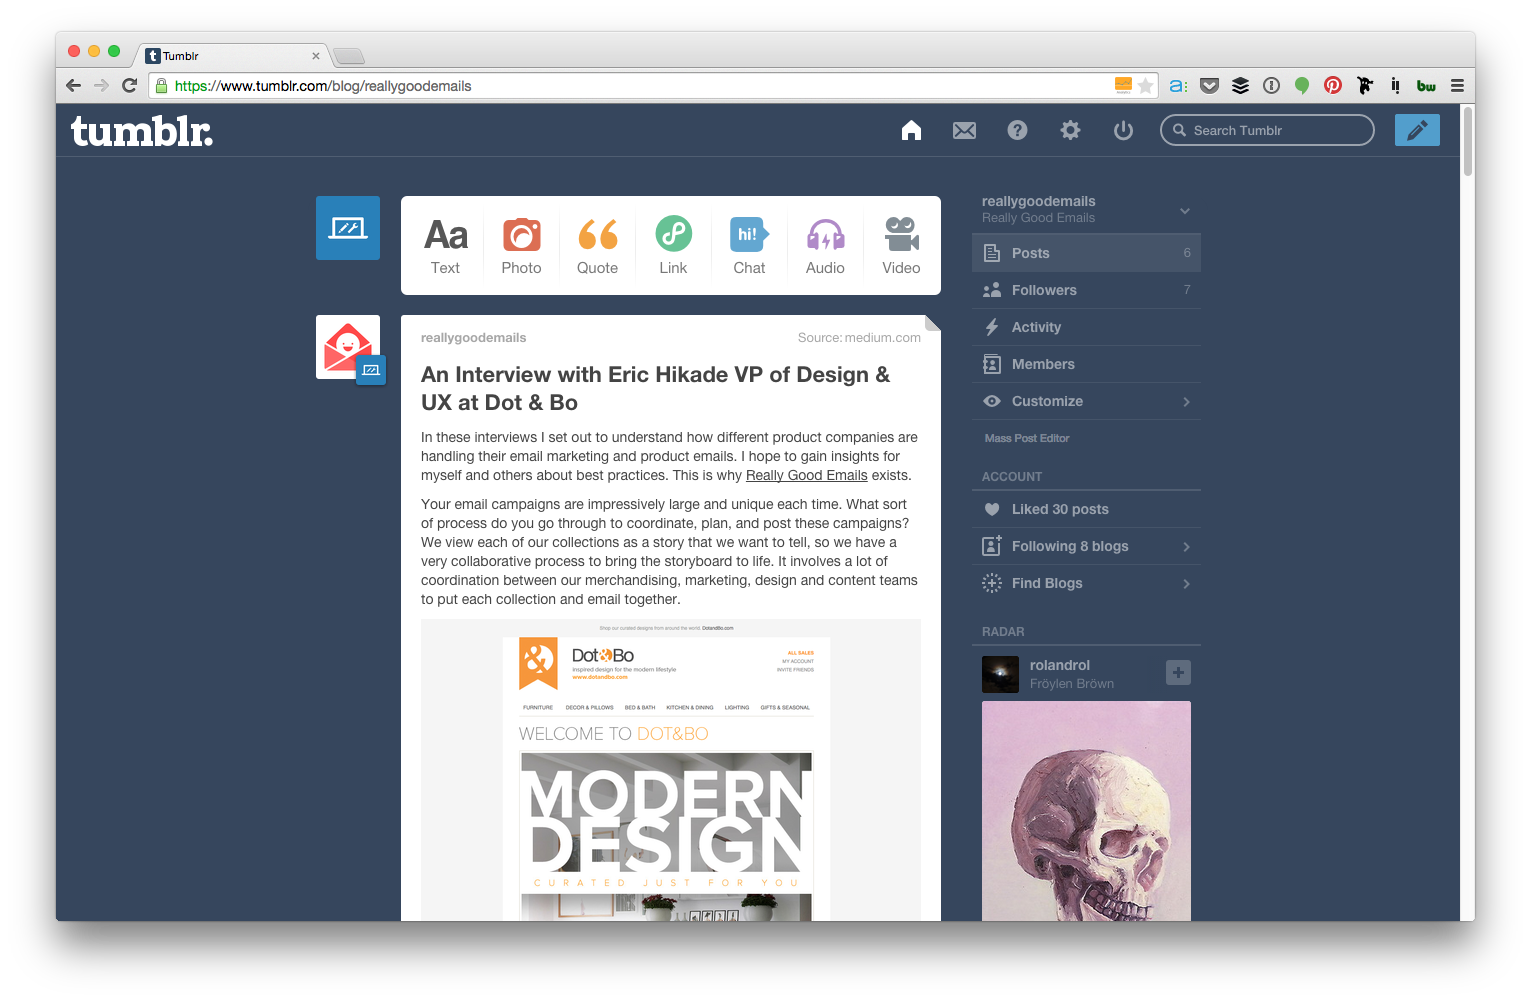 Tumblr
https://www.tumblr.com/blog/reallygoodemails
a:
bw
tumblr.
Search Tumblr
Aa
hi!
Text
Photo
Quote
Link
Chat
Audio
Video
reallygoodemails
Source: medium.com
An Interview with Eric Hikade VP of Design &
UX at Dot & Bo
In these interviews I set out to understand how different product companies are
handling their email marketing and product emails. I hope to gain insights for
myself and others about best practices. This is why Really Good Emails exists.
Your email campaigns are impressively large and unique each time. What sort
of process do you go through to coordinate, plan, and post these campaigns?
We view each of our collections as a story that we want to tell, so we have a
very collaborative process to bring the storyboard to life. It involves a lot of
coordination between our merchandising, marketing, design and content teams
to put each collection and email together.
Shop our curated designs from around the world. DotandBo.com
Dot&Bo
inspired design for the modern lifestyle
www.dotandbo.com
ALL SALES
MY ACCOUNT
INVITE FRIENDS
FURNITURE DECOR & PILLOWS BED & BATH KITCHEN & DINING LIGHTING GIFTS & SEASONAL
WELCOME TO DOT&BO
MODERN
DESIGN
CURATED JUST FOR YOU
reallygoodemails
Really Good Emails
Posts 6
Followers 7
Activity
Members
Customize
Mass Post Editor
ACCOUNT
Liked 30 posts
Following 8 blogs
Find Blogs
RADAR
rolandrol
Fröylen Bröwn